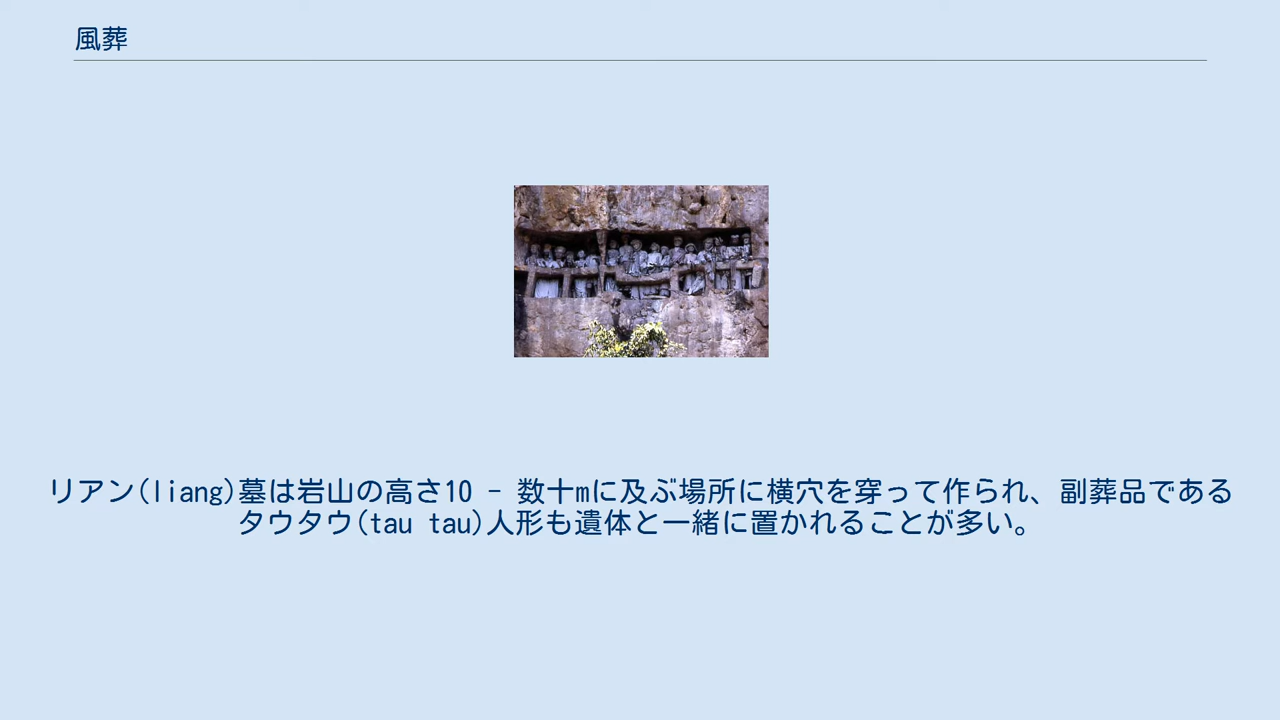 風葬
リアン(liang)墓は岩山の高さ10 - 数十mに及ぶ場所に横穴を穿って作られ、副葬品である
タウタウ(tau tau)人形も遺体と一緒に置かれることが多い。